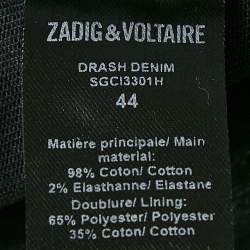 ZADIG&VOLTAIRE
DRASH DENIM
SGCI3301H
44
Matière principale/ Main
material:
98% Coton/ Cotton
2% Elasthanne/ Elastane
Doublure/ Lining:
65% Polyester/ Polyester
35% Coton/ Cotton